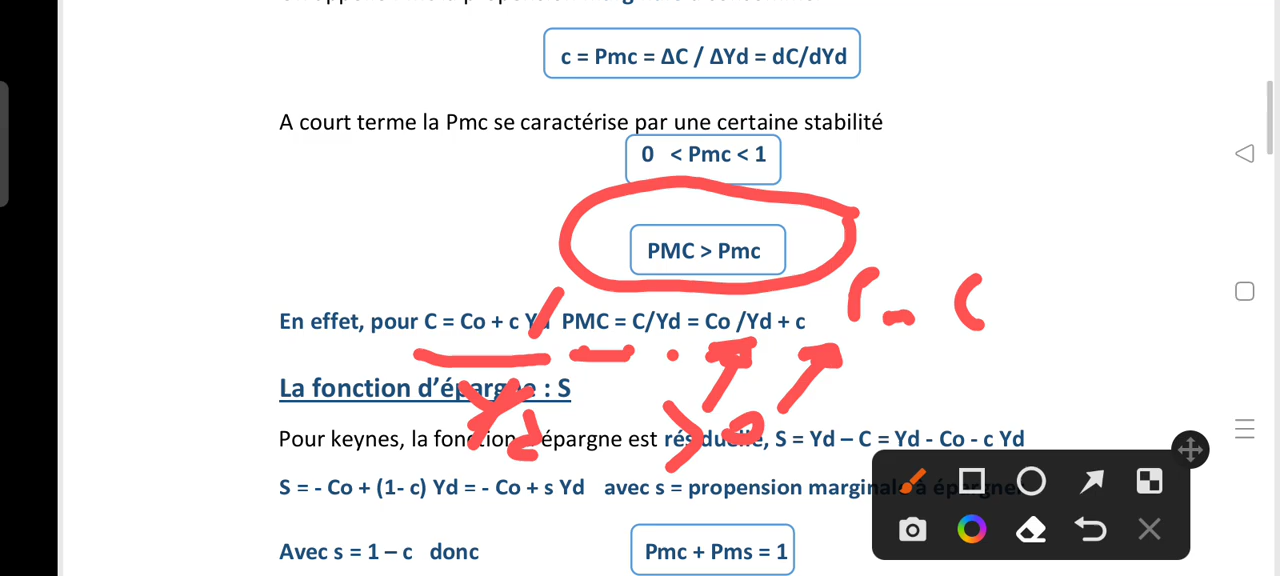 c = Pmc = ΔC / ΔYd = dC/dYd
A court terme la Pmc se caractérise par une certaine stabilité
0 < Pmc < 1
PMC > Pmc
En effet, pour C = Co + c Yd PMC = C/Yd = Co /Yd + c
La fonction d'épargne : S
Yd
>0
Pour keynes, la fonction d'épargne est résiduelle, S = Yd – C = Yd - Co - c Yd
S = - Co + (1- c) Yd = - Co + s Yd avec s = propension marginale à épargner
Avec s = 1 – c donc
Pmc + Pms = 1